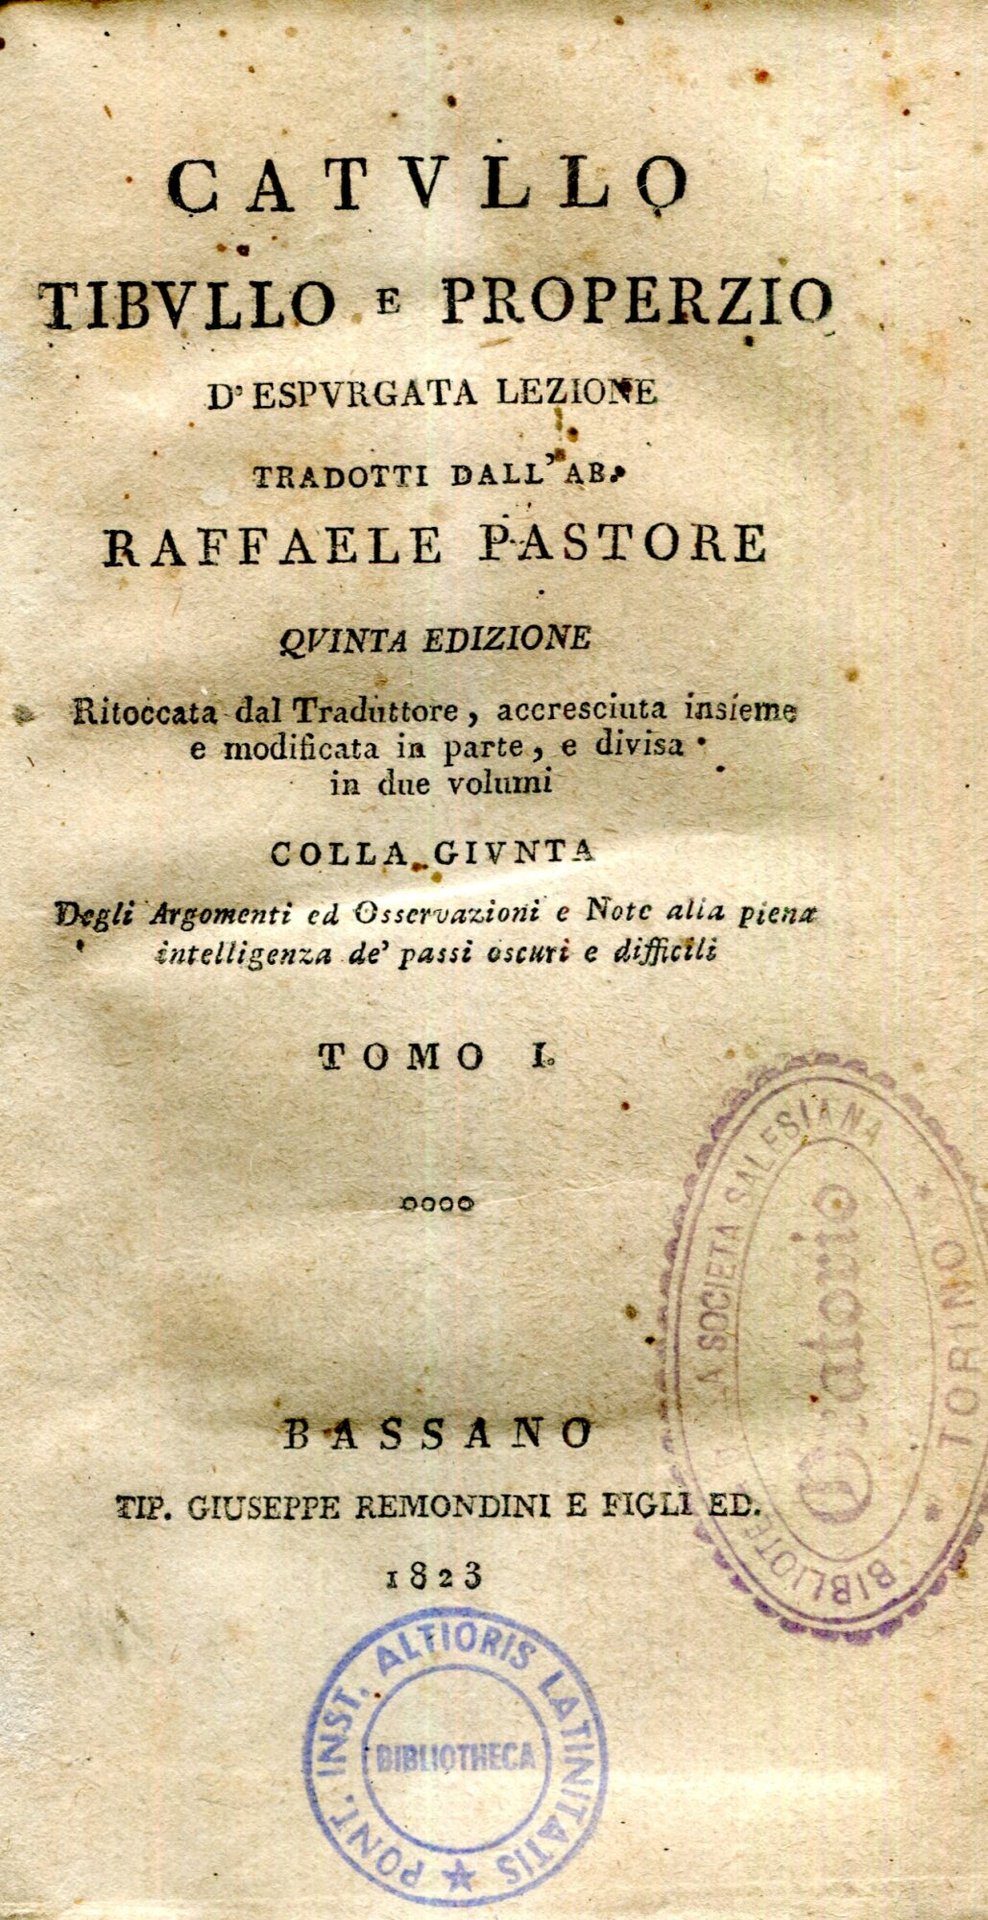 CATVLLO
TIBVLLO E PROPERZIO
D' ESPVRGATA LEZIONE
TRADOTTI DALL' AB.
RAFFAELE PASTORE
QVINTA EDIZIONE
Ritoccata dal Traduttore, accresciuta insieme
e modificata in parte, e divisa
in due volumi
COLLA GIVNTA
Degli Argomenti ed Osservazioni e Note alla piena
intelligenza de' passi oscuri e difficili
TOMO I.
BASSANO
TIP. GIUSEPPE REMONDINI E FIGLI ED.
1823
LA SOCIETA SALESIANA
Oratorio
* TORINO *
PONT. INST. ALTIORIS LATINITATIS
BIBLIOTHECA